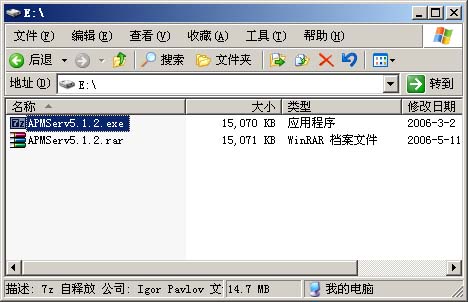 E:\
文件(F) 编辑(E) 查看(V) 收藏(A) 工具(T) 帮助(H)
后退 搜索 文件夹
地址(D) E:\ 转到
名称 大小 类型 修改日期
7z APMServ5.1.2.exe 15,070 KB 应用程序 2006-3-2
APMServ5.1.2.rar 15,071 KB WinRAR 档案文件 2006-5-11
描述: 7z 自释放 公司: Igor Pavlov 文 14.7 MB 我的电脑